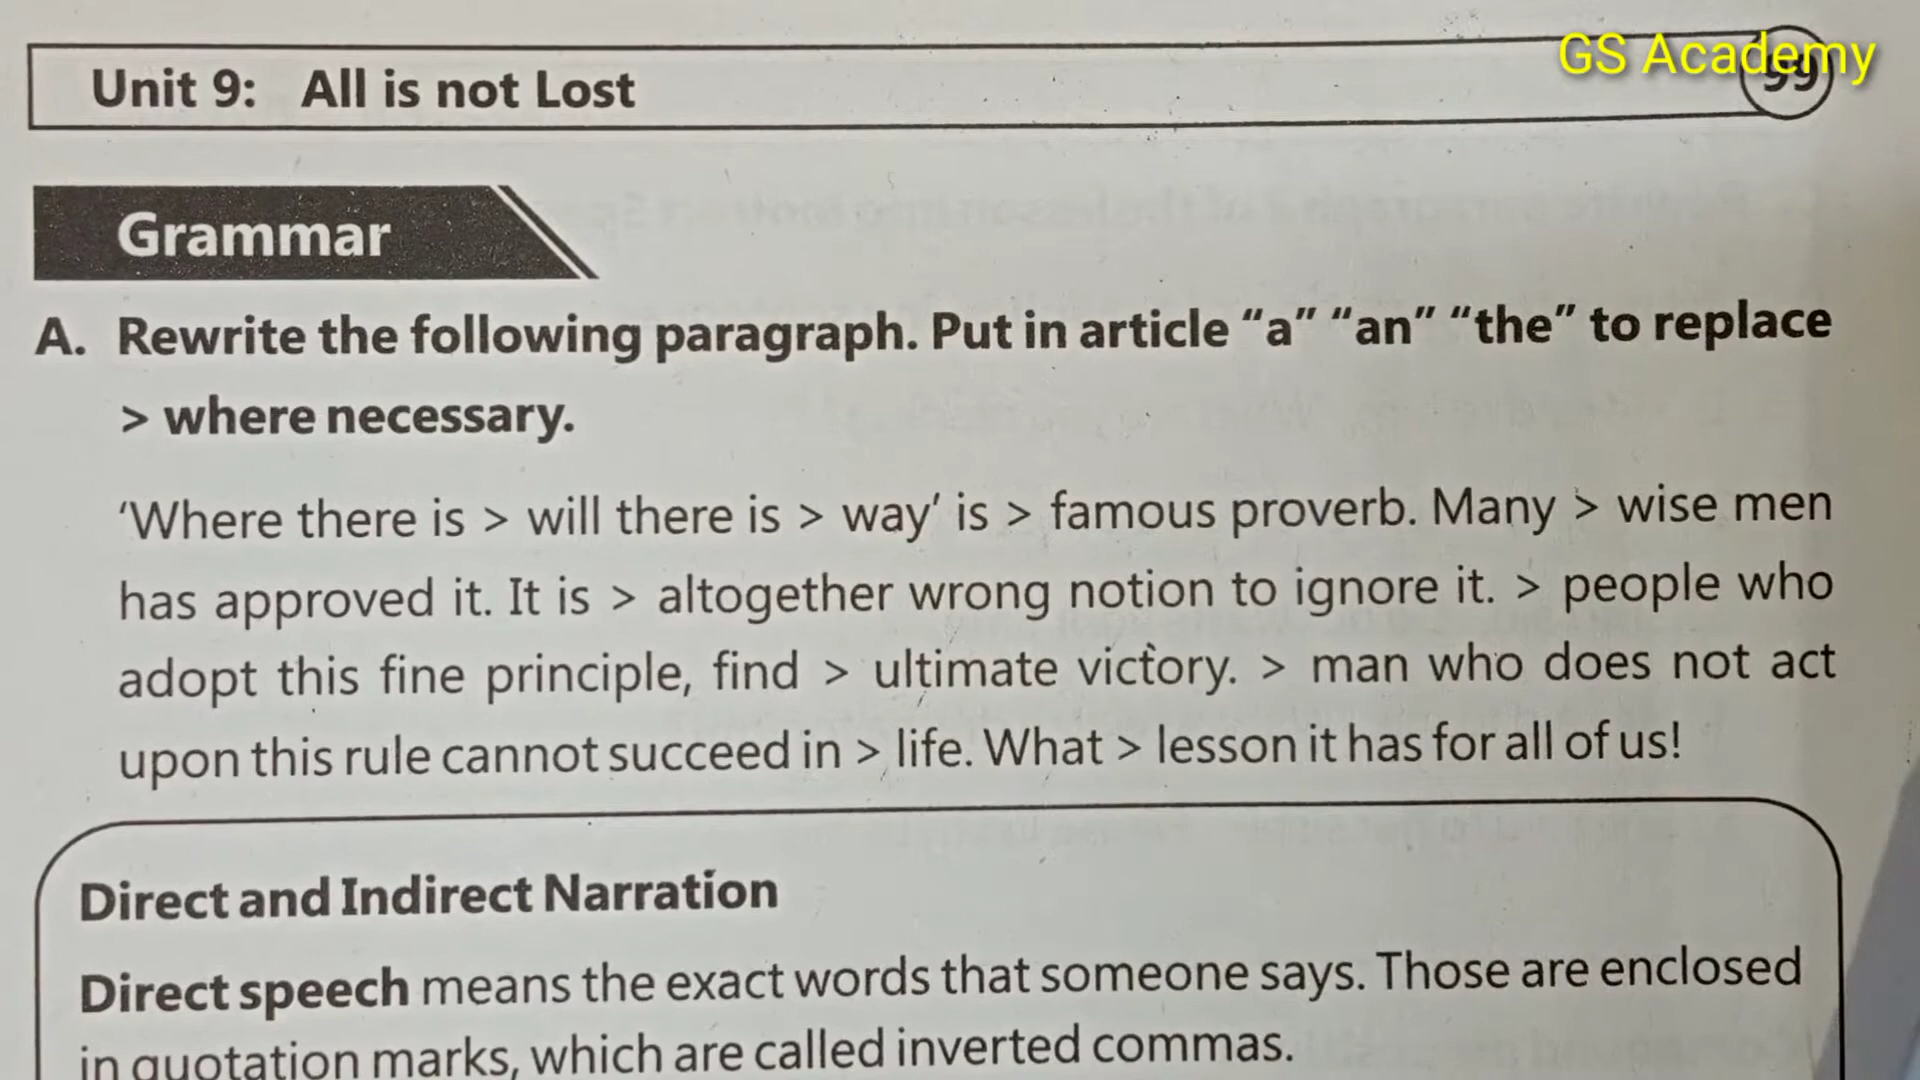 GS Academy
Unit 9: All is not Lost
99
Grammar
A. Rewrite the following paragraph. Put in article “a” “an” “the” to replace
> where necessary.
‘Where there is > will there is > way’ is > famous proverb. Many > wise men
has approved it. It is > altogether wrong notion to ignore it. > people who
adopt this fine principle, find > ultimate victory. > man who does not act
upon this rule cannot succeed in > life. What > lesson it has for all of us!
Direct and Indirect Narration
Direct speech means the exact words that someone says. Those are enclosed
in quotation marks, which are called inverted commas.